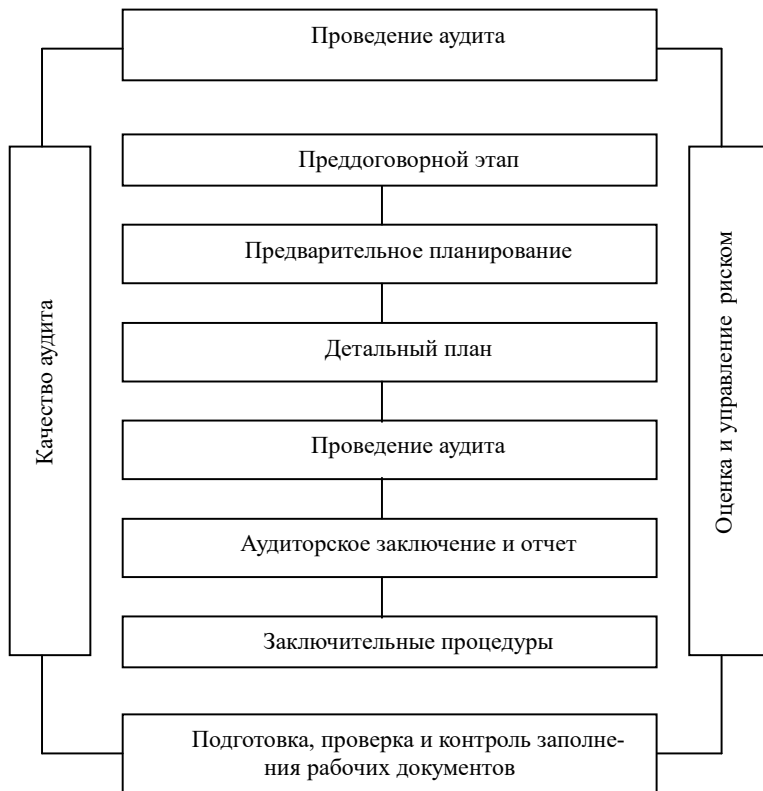 Проведение аудита
Преддоговорной этап
Предварительное планирование
Детальный план
Проведение аудита
Аудиторское заключение и отчет
Заключительные процедуры
Подготовка, проверка и контроль заполне-
ния рабочих документов
Качество аудита
Оценка и управление риском